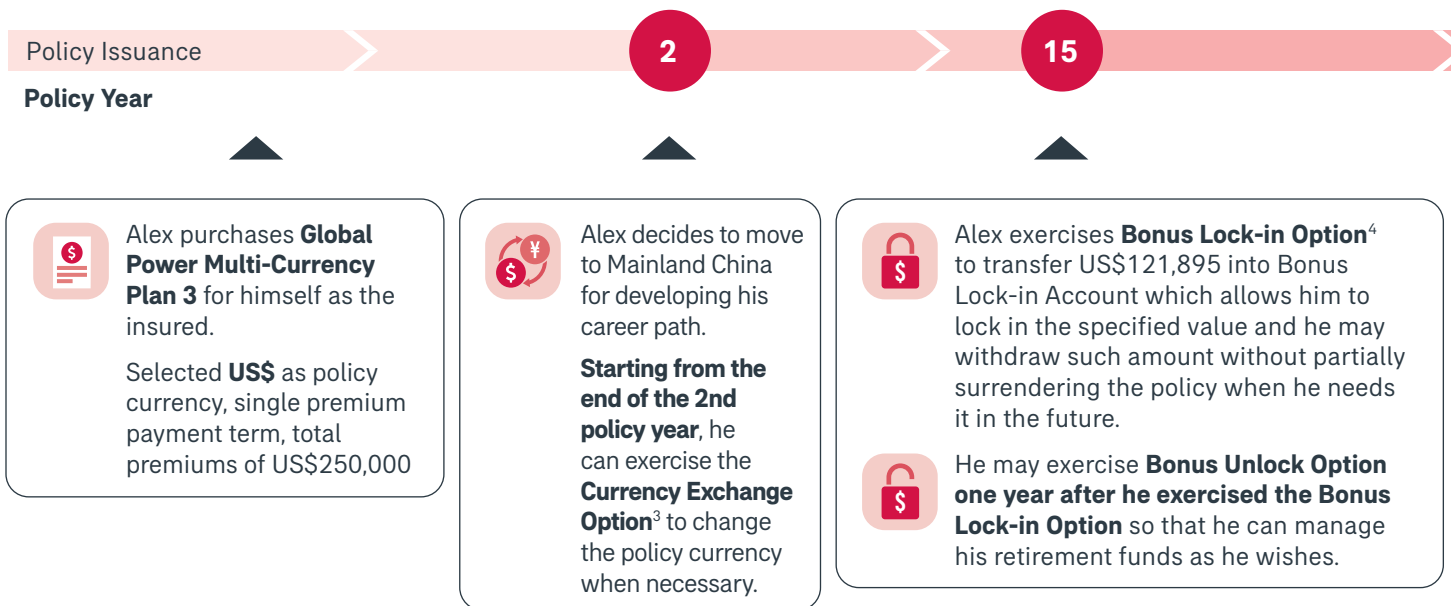 Policy Issuance
2
15
Policy Year
$
Alex purchases Global
Power Multi-Currency
Plan 3 for himself as the
insured.
Selected US$ as policy
currency, single premium
payment term, total
premiums of US$250,000
¥
$
Alex decides to move
to Mainland China
for developing his
career path.
Starting from the
end of the 2nd
policy year, he
can exercise the
Currency Exchange
Option3 to change
the policy currency
when necessary.
$
Alex exercises Bonus Lock-in Option4
to transfer US$121,895 into Bonus
Lock-in Account which allows him to
lock in the specified value and he may
withdraw such amount without partially
surrendering the policy when he needs
it in the future.
$
He may exercise Bonus Unlock Option
one year after he exercised the Bonus
Lock-in Option so that he can manage
his retirement funds as he wishes.